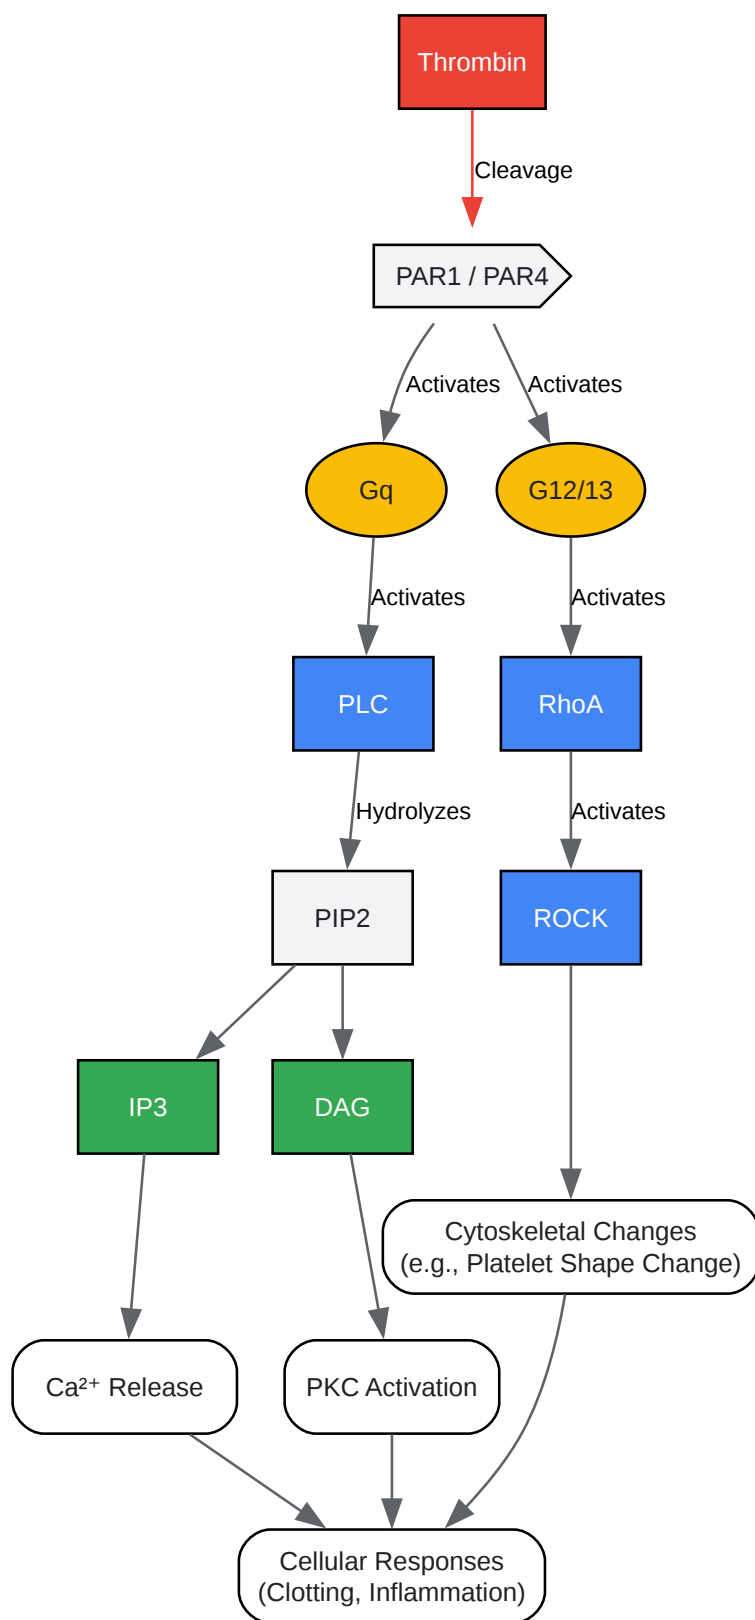 Thrombin
Cleavage
PAR1 / PAR4
Activates
Activates
Gq
G12/13
Activates
Activates
PLC
RhoA
Hydrolyzes
Activates
PIP2
ROCK
IP3
DAG
Cytoskeletal Changes
(e.g., Platelet Shape Change)
Ca²⁺ Release
PKC Activation
Cellular Responses
(Clotting, Inflammation)